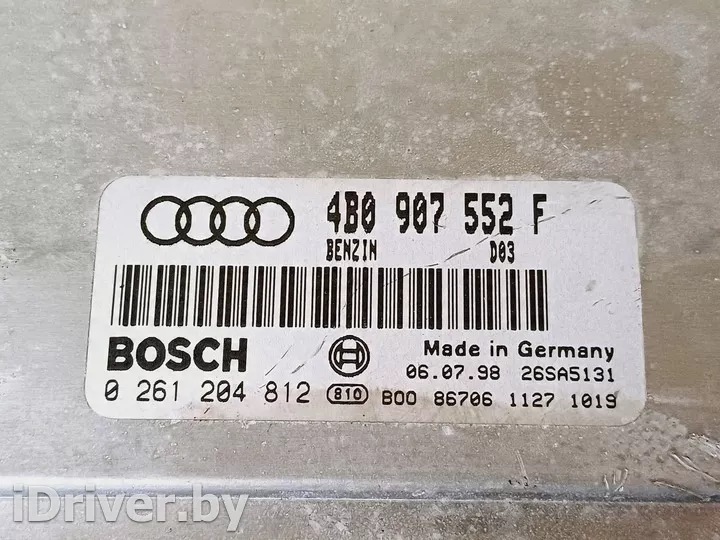 4B0 907 552 F
BENZIN D03
BOSCH
Made in Germany
06.07.98 26SA5131
0 261 204 812 810 B00 86706 1127 1019
iDriver.by